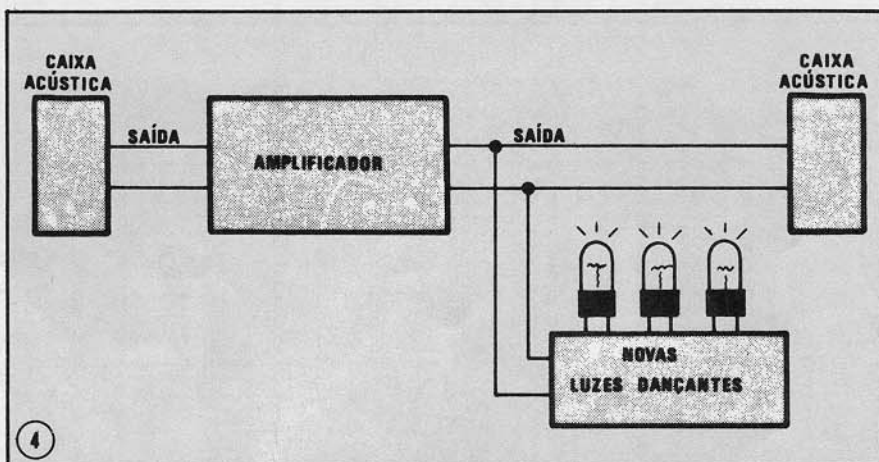 CAIXA
ACÚSTICA
SAÍDA
AMPLIFICADOR
SAÍDA
CAIXA
ACÚSTICA
NOVAS
LUZES DANÇANTES
4